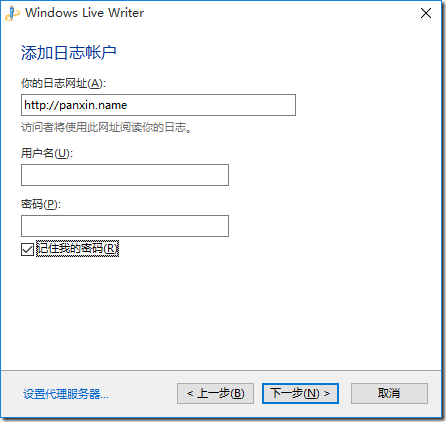 Windows Live Writer
添加日志帐户
你的日志网址(A):
http://panxin.name
访问者将使用此网址阅读你的日志。
用户名(U):
密码(P):
记住我的密码(R)
设置代理服务器...
< 上一步(B)
下一步(N) >
取消